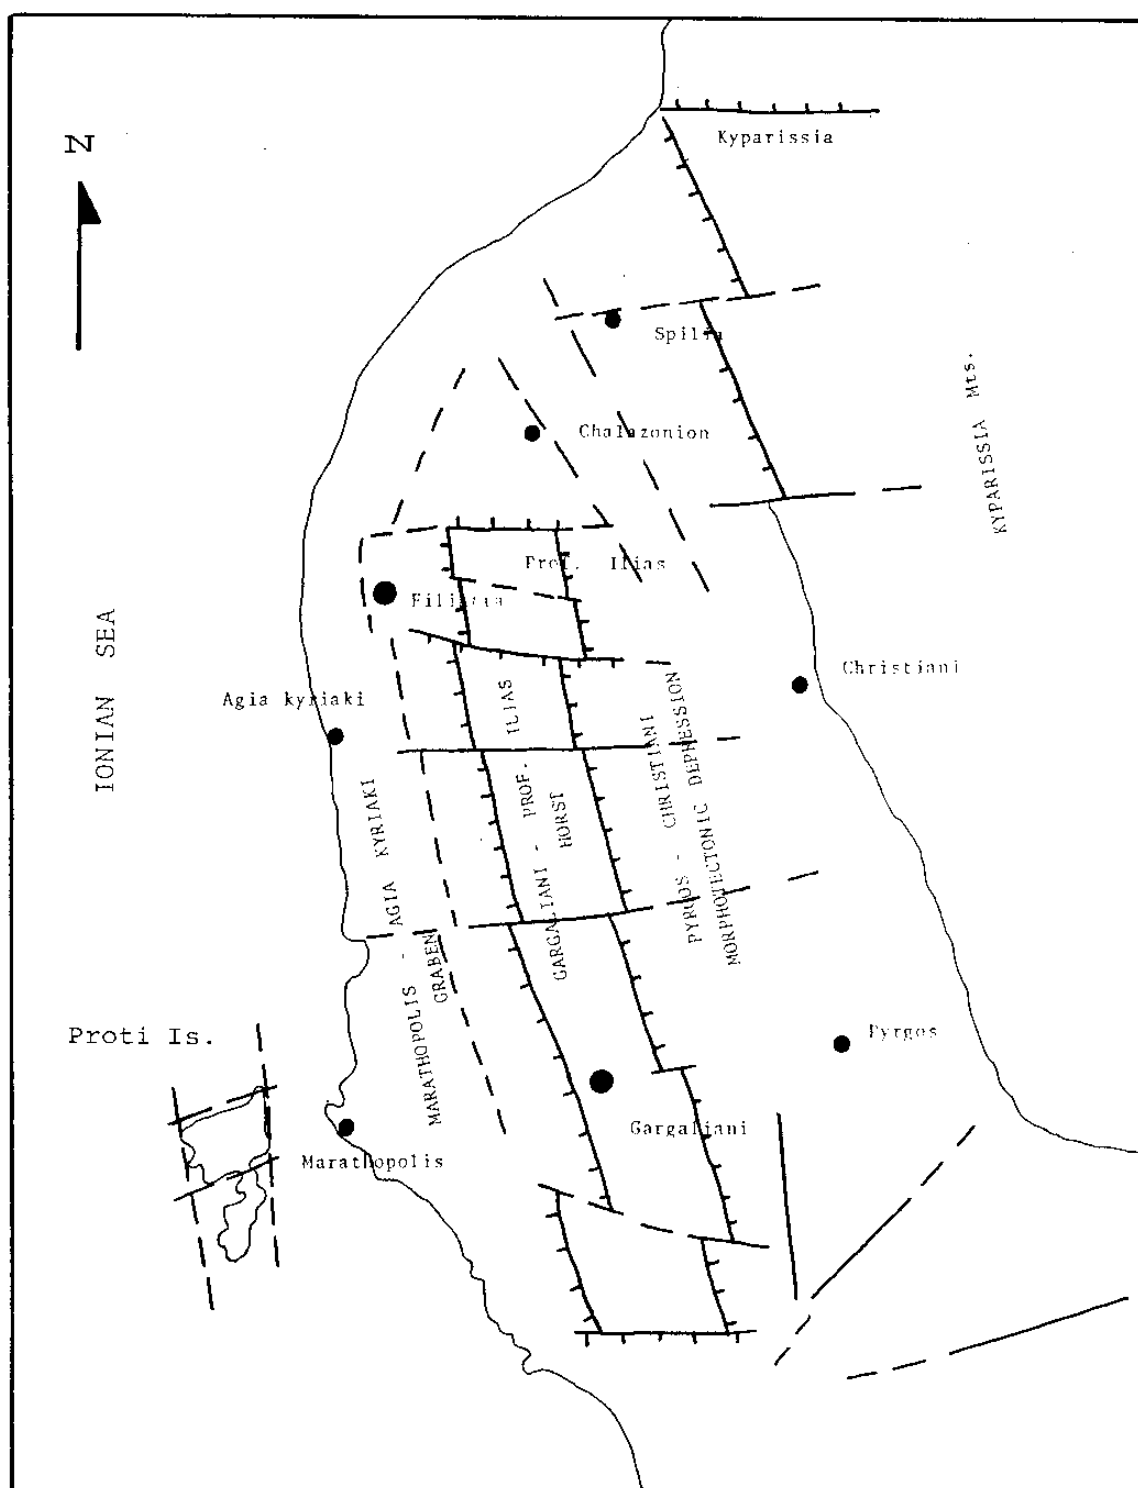 N
Kyparissia
Spilia
KYPARISSIA Mts.
Chalazonion
Prof. Ilias
Filiatra
IONIAN SEA
Christiani
Agia kyriaki
MARATHOPOLIS - AGIA KYRIAKI
GRABEN
GARGALIANI - PROF. ILIAS
HORST
PYRGOS - CHRISTIANI
MORPHOTECTONIC DEPRESSION
Proti Is.
Pyrgos
Gargaliani
Marathopolis